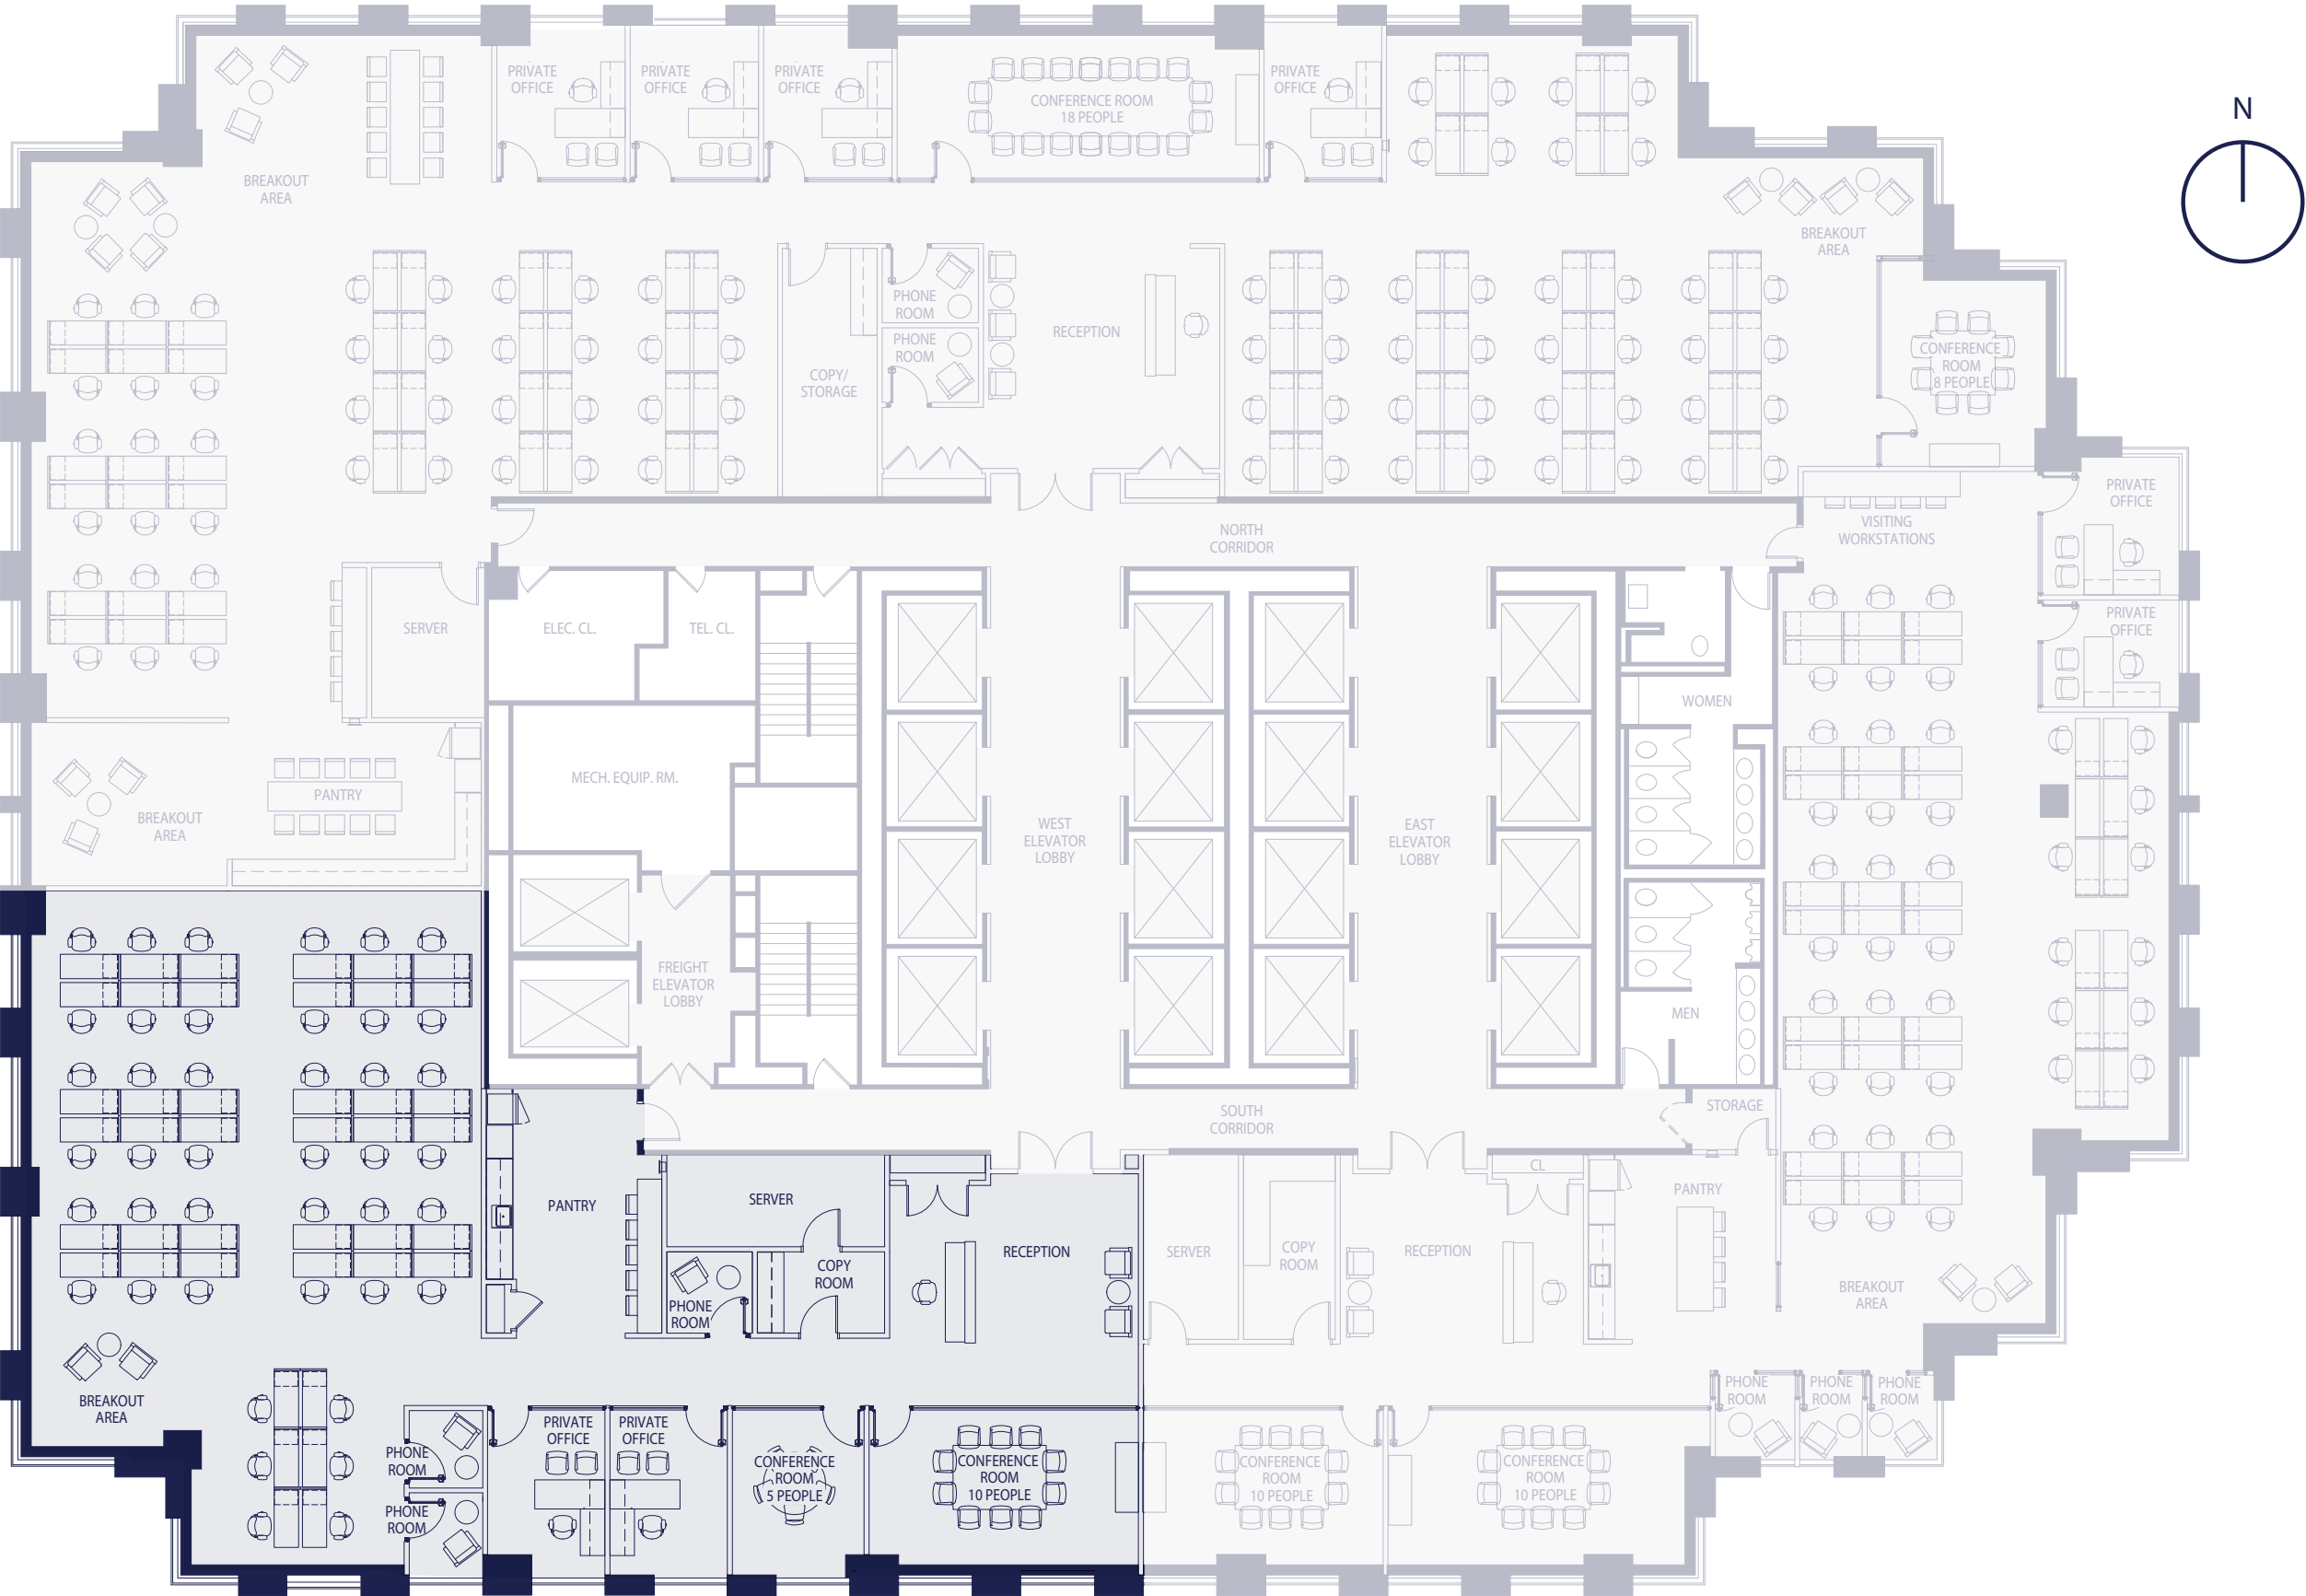 N
PRIVATE
OFFICE
PRIVATE
OFFICE
PRIVATE
OFFICE
CONFERENCE ROOM
18 PEOPLE
PRIVATE
OFFICE
BREAKOUT
AREA
BREAKOUT
AREA
PHONE
ROOM
PHONE
ROOM
RECEPTION
COPY/
STORAGE
CONFERENCE
ROOM
8 PEOPLE
PRIVATE
OFFICE
VISITING
WORKSTATIONS
NORTH
CORRIDOR
SERVER
ELEC. CL.
TEL. CL.
PRIVATE
OFFICE
WOMEN
MECH. EQUIP. RM.
PANTRY
BREAKOUT
AREA
WEST
ELEVATOR
LOBBY
EAST
ELEVATOR
LOBBY
FREIGHT
ELEVATOR
LOBBY
MEN
SOUTH
CORRIDOR
STORAGE
PANTRY
SERVER
RECEPTION
COPY
ROOM
PHONE
ROOM
SERVER
COPY
ROOM
RECEPTION
CL
PANTRY
BREAKOUT
AREA
BREAKOUT
AREA
PHONE
ROOM
PHONE
ROOM
PHONE
ROOM
PHONE
ROOM
PHONE
ROOM
PRIVATE
OFFICE
PRIVATE
OFFICE
CONFERENCE
ROOM
5 PEOPLE
CONFERENCE
ROOM
10 PEOPLE
CONFERENCE
ROOM
10 PEOPLE
CONFERENCE
ROOM
10 PEOPLE